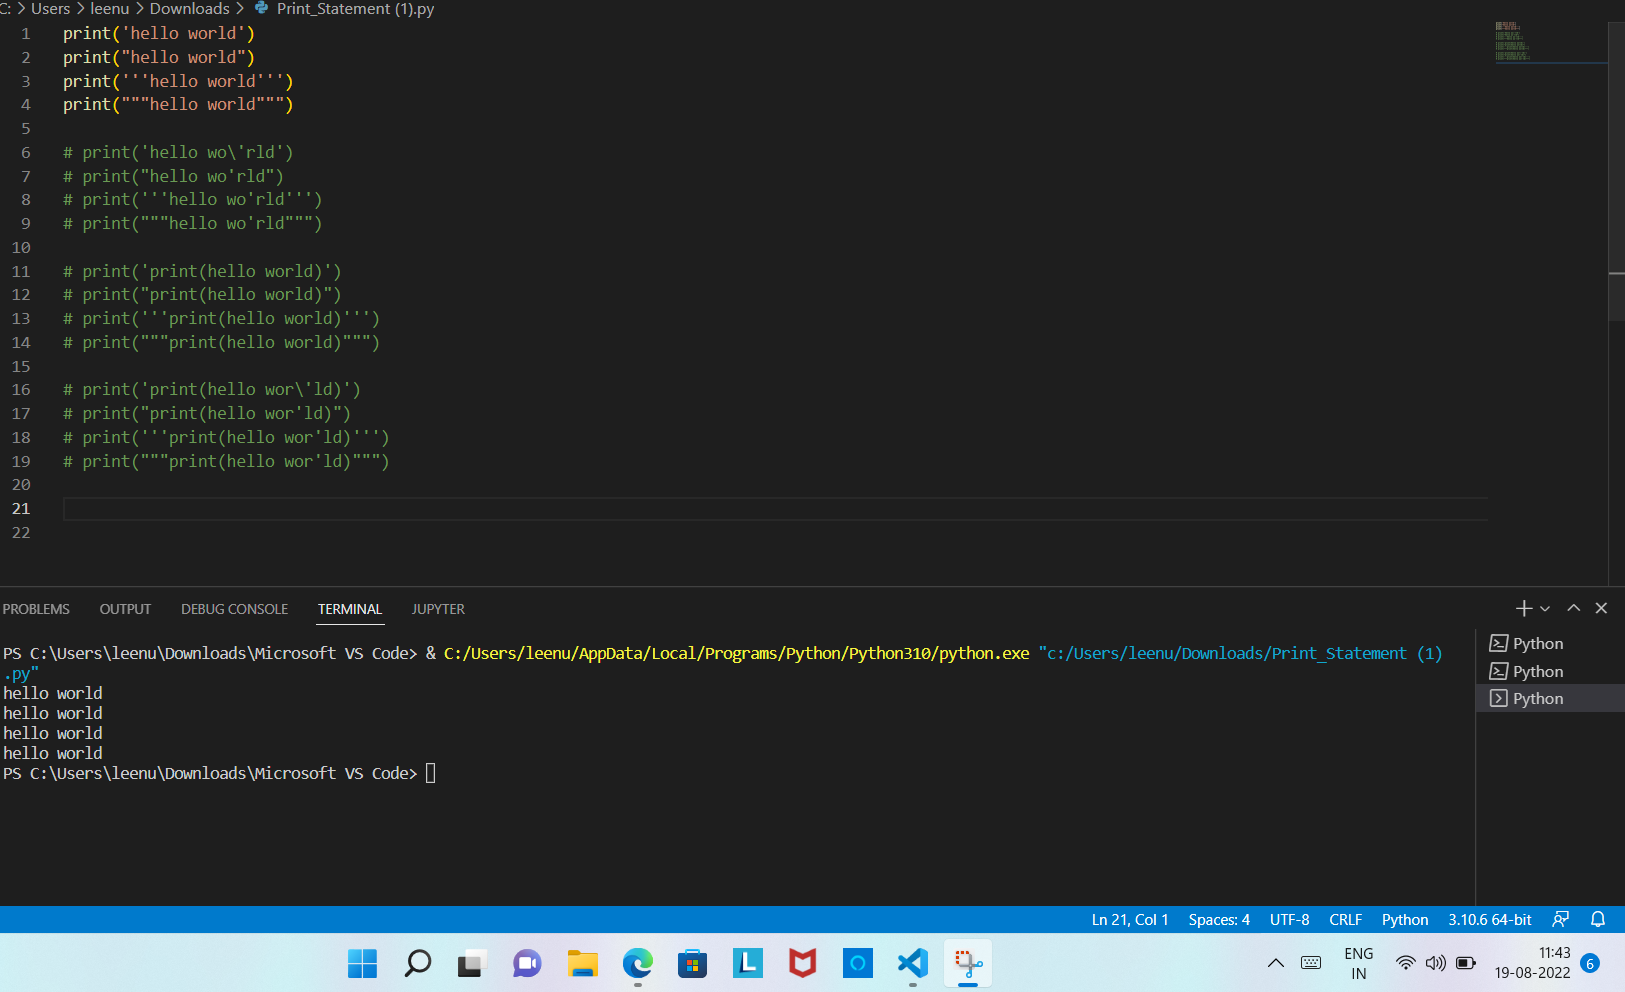 C: > Users > leenu > Downloads > Print_Statement (1).py
1 print('hello world')
2 print("hello world")
3 print('''hello world''')
4 print("""hello world""")
5
6 # print('hello wo\'rld')
7 # print("hello wo'rld")
8 # print('''hello wo'rld''')
9 # print("""hello wo'rld""")
10
11 # print('print(hello world)')
12 # print("print(hello world)")
13 # print('''print(hello world)''')
14 # print("""print(hello world)""")
15
16 # print('print(hello wor\'ld)')
17 # print("print(hello wor'ld)")
18 # print('''print(hello wor'ld)''')
19 # print("""print(hello wor'ld)""")
20
21
22
PROBLEMS OUTPUT DEBUG CONSOLE TERMINAL JUPYTER
PS C:\Users\leenu\Downloads\Microsoft VS Code> & C:/Users/leenu/AppData/Local/Programs/Python/Python310/python.exe "c:/Users/leenu/Downloads/Print_Statement (1)
.py"
hello world
hello world
hello world
hello world
PS C:\Users\leenu\Downloads\Microsoft VS Code>
Python
Python
Python
Ln 21, Col 1 Spaces: 4 UTF-8 CRLF Python 3.10.6 64-bit
L
ENG
IN
11:43
19-08-2022
6